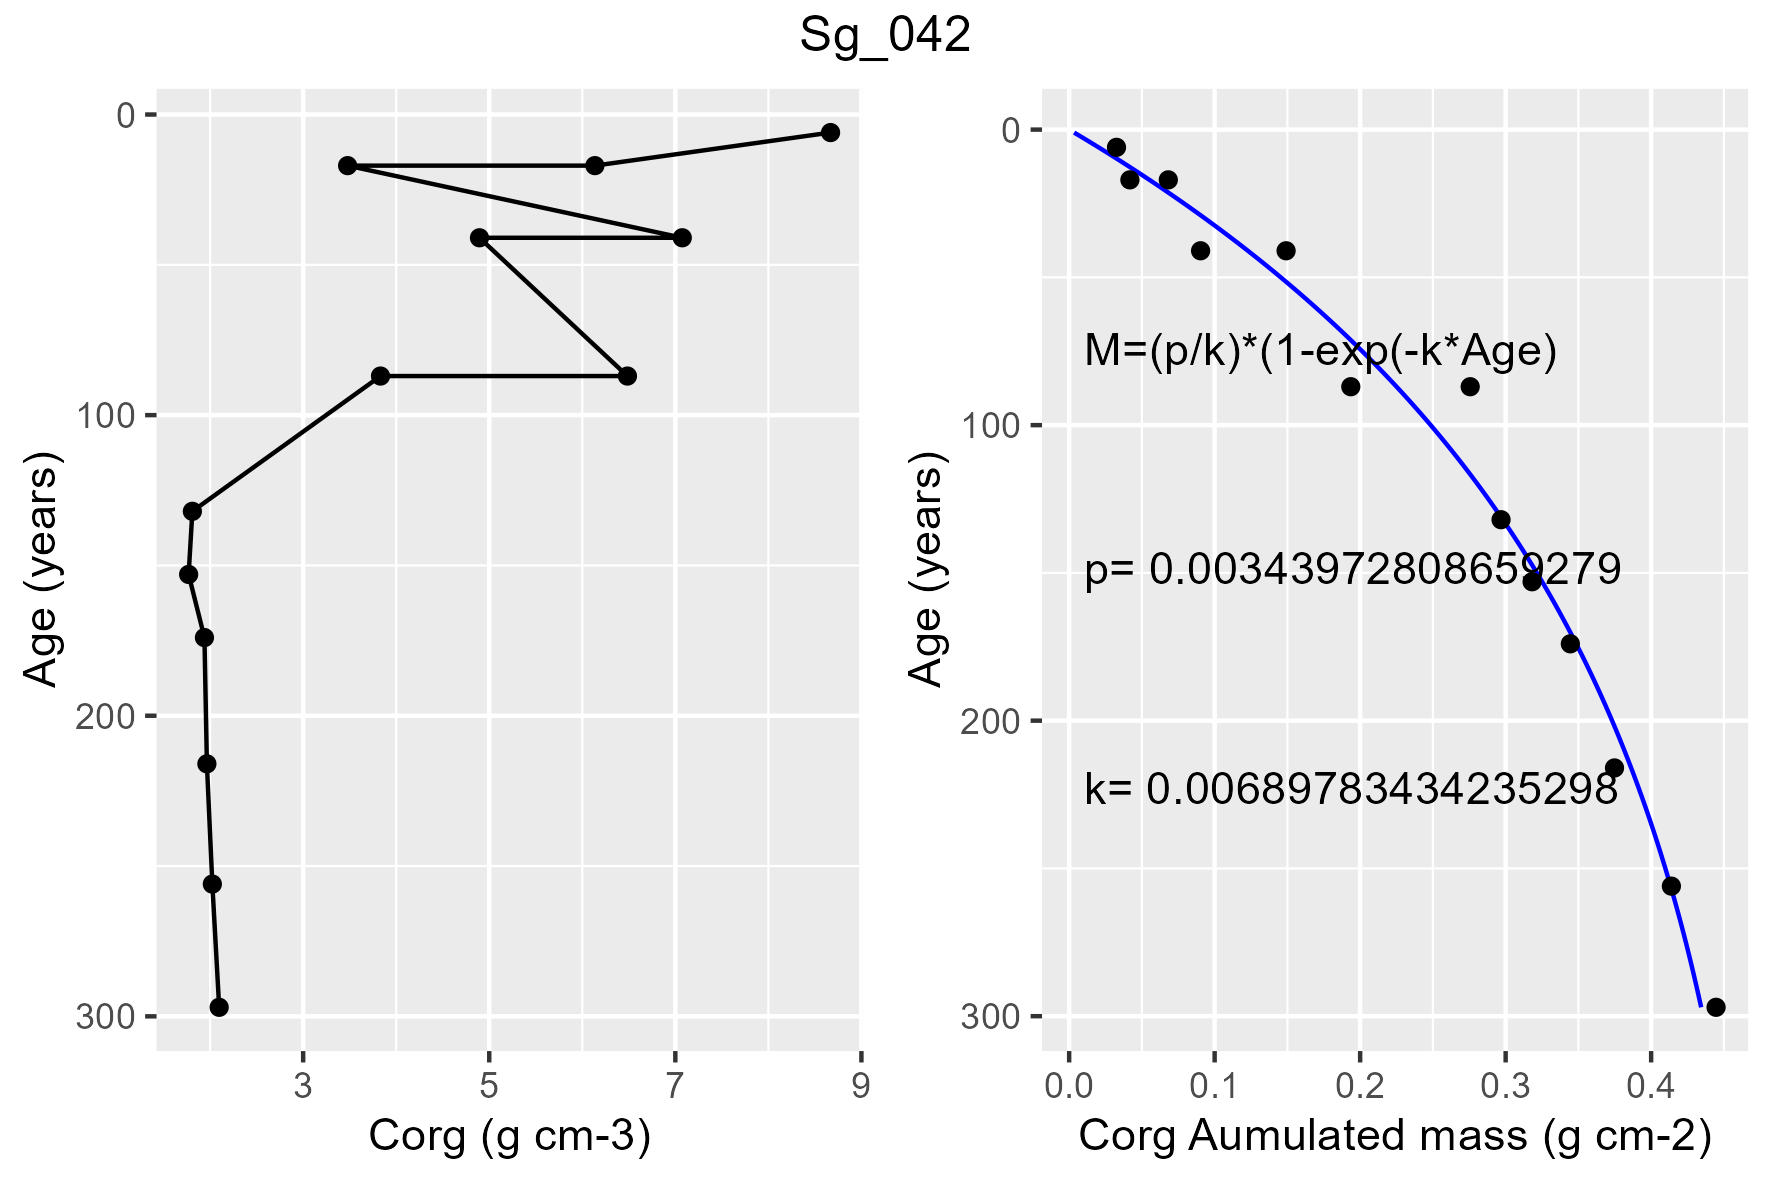 Sg_042
0
100
200
300
Age (years)
3 5 7 9
Corg (g cm-3)
0
100
200
300
Age (years)
M=(p/k)*(1-exp(-k*Age)
p= 0.00343972808659279
k= 0.00689783434235298
0.0 0.1 0.2 0.3 0.4
Corg Aumulated mass (g cm-2)